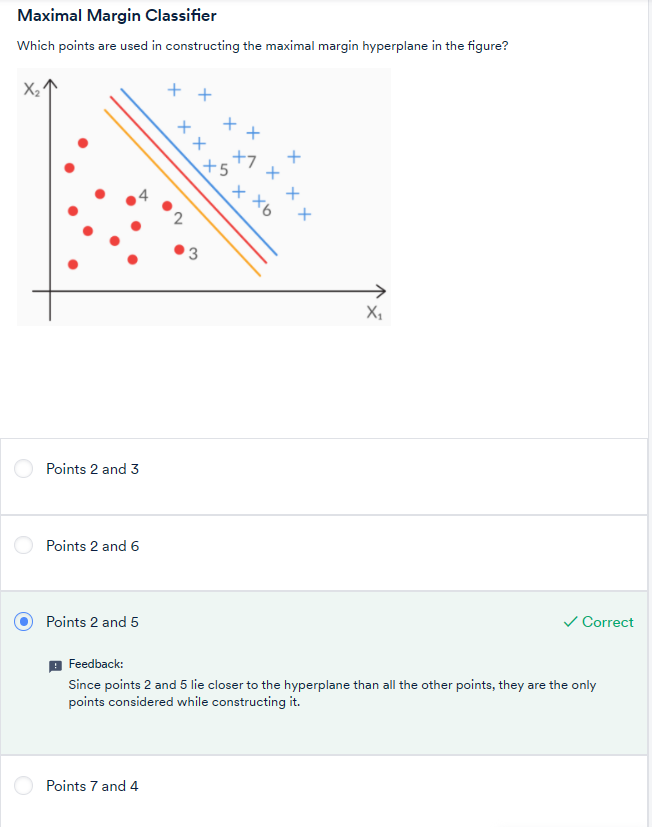 Maximal Margin Classifier
Which points are used in constructing the maximal margin hyperplane in the figure?
X₂
5
7
4
6
2
3
X₁
Points 2 and 3
Points 2 and 6
Points 2 and 5
Correct
Feedback:
Since points 2 and 5 lie closer to the hyperplane than all the other points, they are the only
points considered while constructing it.
Points 7 and 4